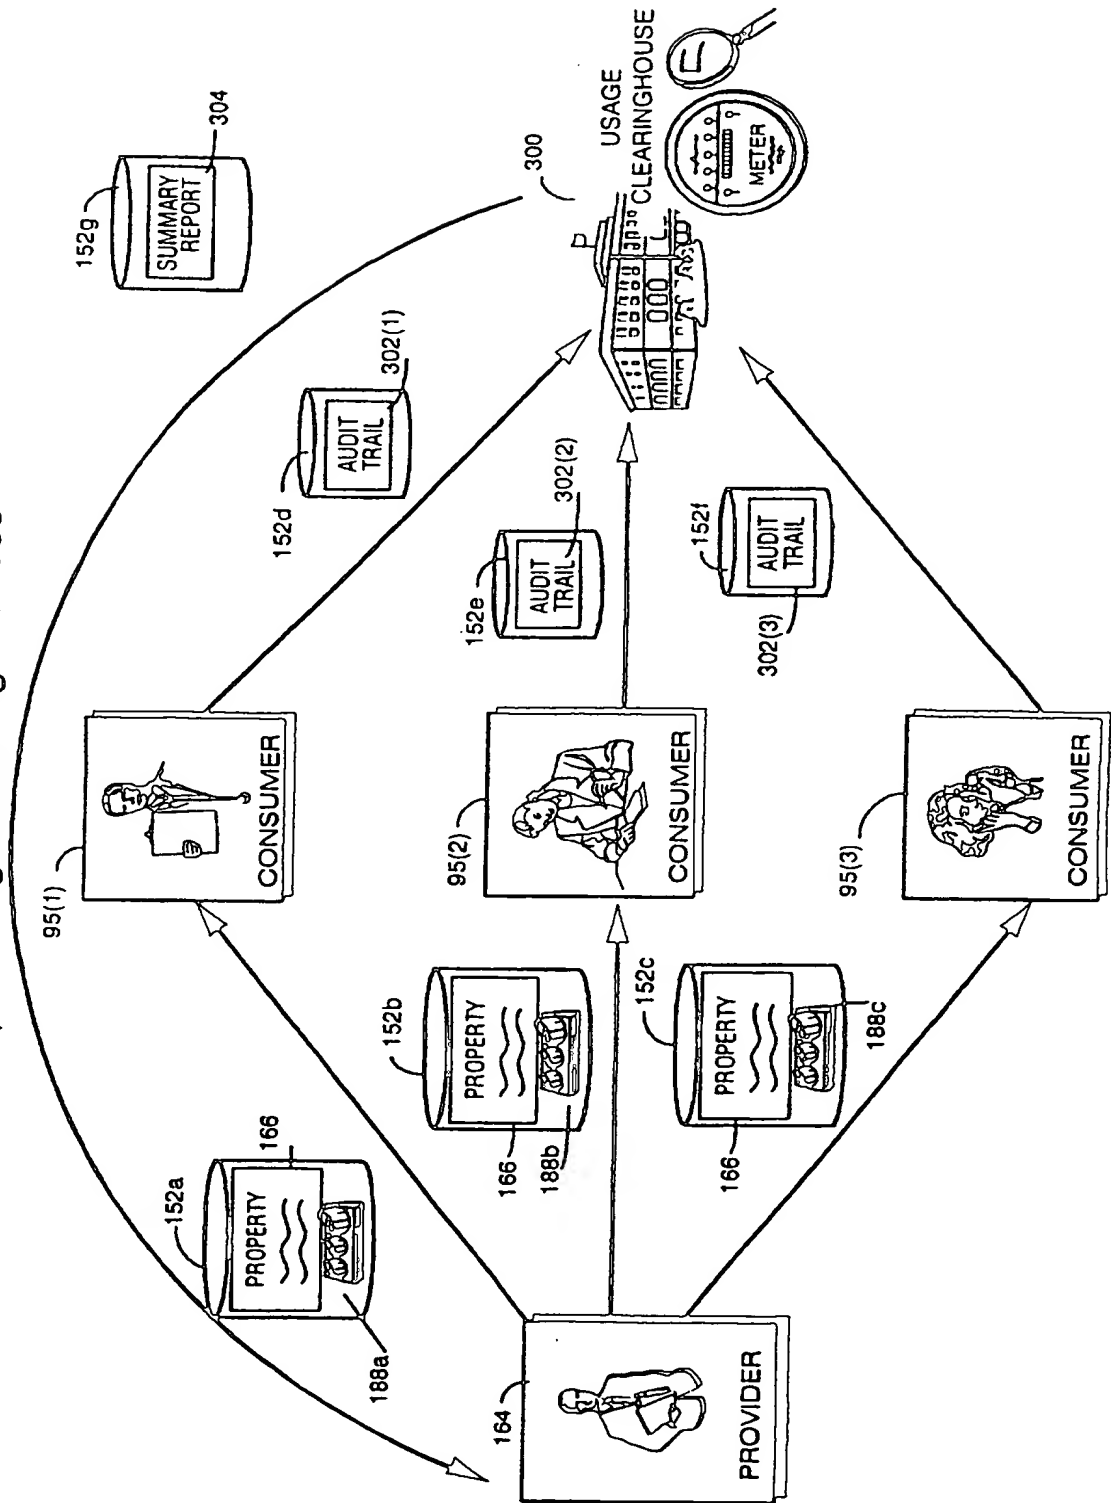 152g
SUMMARY
REPORT
304
300
USAGE
CLEARINGHOUSE
METER
152d
AUDIT
TRAIL
302(1)
152e
AUDIT
TRAIL
302(2)
152f
AUDIT
TRAIL
302(3)
95(1)
CONSUMER
95(2)
CONSUMER
95(3)
CONSUMER
152a
166
PROPERTY
188a
152b
PROPERTY
166
188b
152c
PROPERTY
166
188c
164
PROVIDER